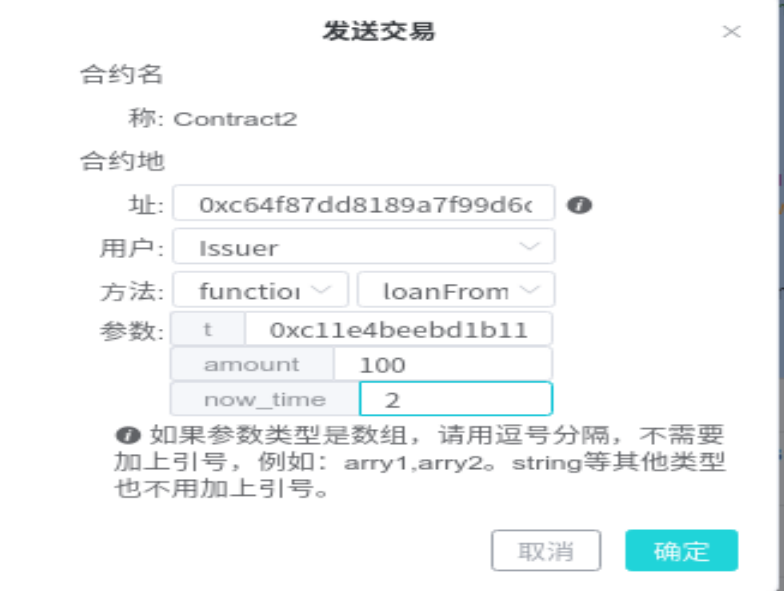 发送交易
合约名
称: Contract2
合约地
址: 0xc64f87dd8189a7f99d6c
用户: Issuer
方法: function loanFrom
参数: t 0xc11e4beebd1b11
amount 100
now_time 2
如果参数类型是数组，请用逗号分隔，不需要
加上引号，例如：arry1,arry2。string等其他类型
也不用加上引号。
取消 确定